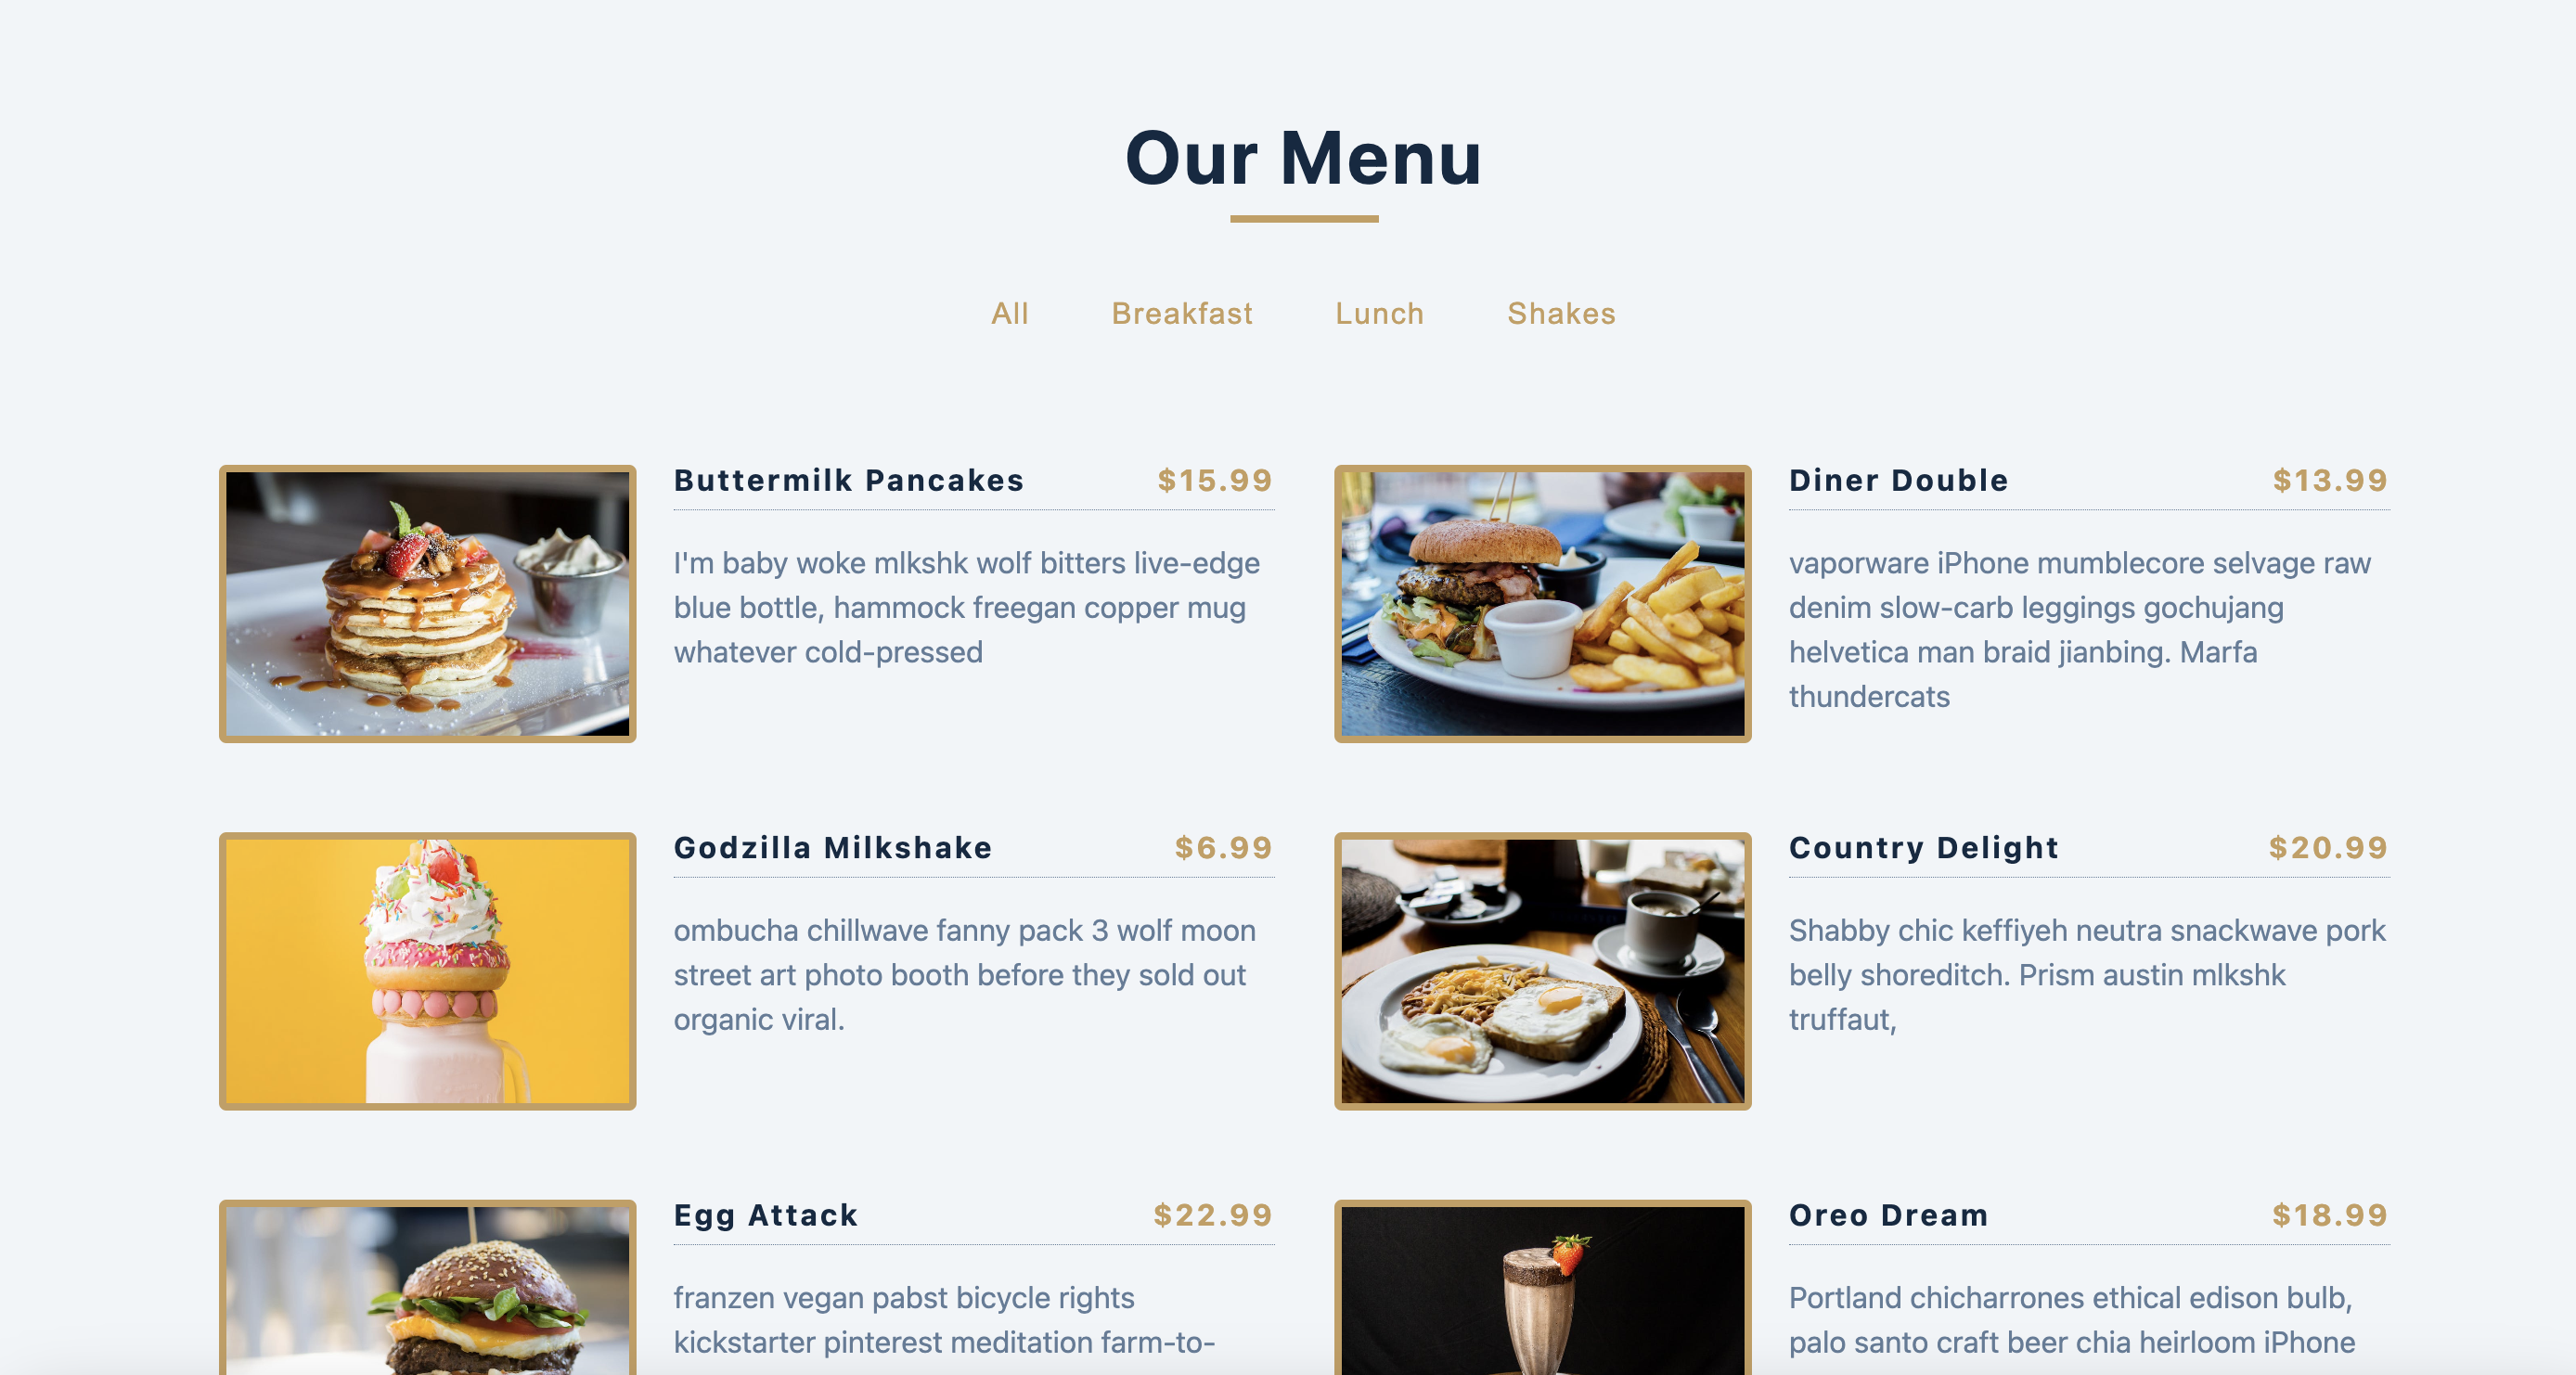 Our Menu
All Breakfast Lunch Shakes
Buttermilk Pancakes $15.99
I'm baby woke mlkshk wolf bitters live-edge
blue bottle, hammock freegan copper mug
whatever cold-pressed
Diner Double $13.99
vaporware iPhone mumblecore selvage raw
denim slow-carb leggings gochujang
helvetica man braid jianbing. Marfa
thundercats
Godzilla Milkshake $6.99
ombucha chillwave fanny pack 3 wolf moon
street art photo booth before they sold out
organic viral.
Country Delight $20.99
Shabby chic keffiyeh neutra snackwave pork
belly shoreditch. Prism austin mlkshk
truffaut,
Egg Attack $22.99
franzen vegan pabst bicycle rights
kickstarter pinterest meditation farm-to-
Oreo Dream $18.99
Portland chicharrones ethical edison bulb,
palo santo craft beer chia heirloom iPhone